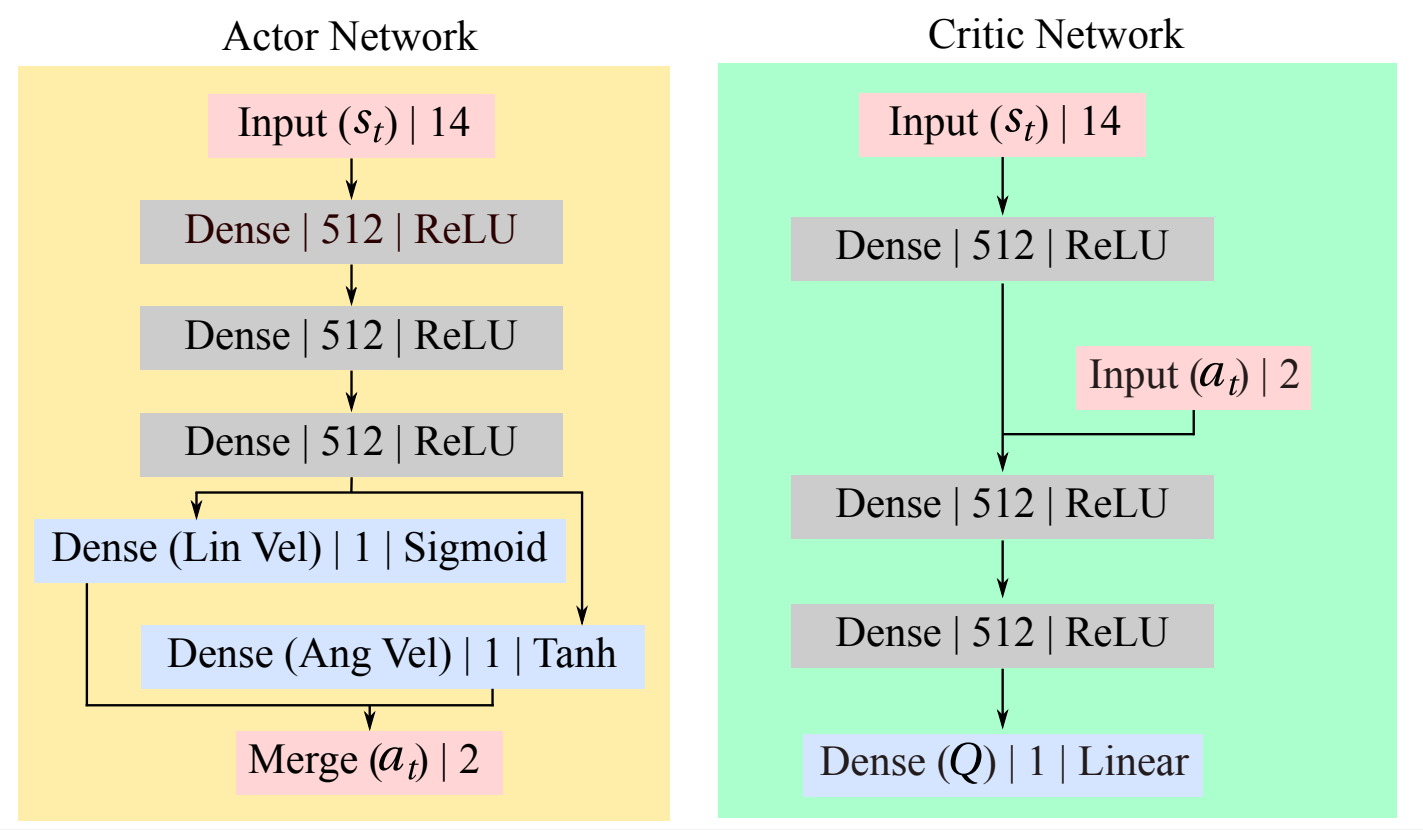 Actor Network
Input (s_t) | 14
Dense | 512 | ReLU
Dense | 512 | ReLU
Dense | 512 | ReLU
Dense (Lin Vel) | 1 | Sigmoid
Dense (Ang Vel) | 1 | Tanh
Merge (a_t) | 2
Critic Network
Input (s_t) | 14
Dense | 512 | ReLU
Input (a_t) | 2
Dense | 512 | ReLU
Dense | 512 | ReLU
Dense (Q) | 1 | Linear